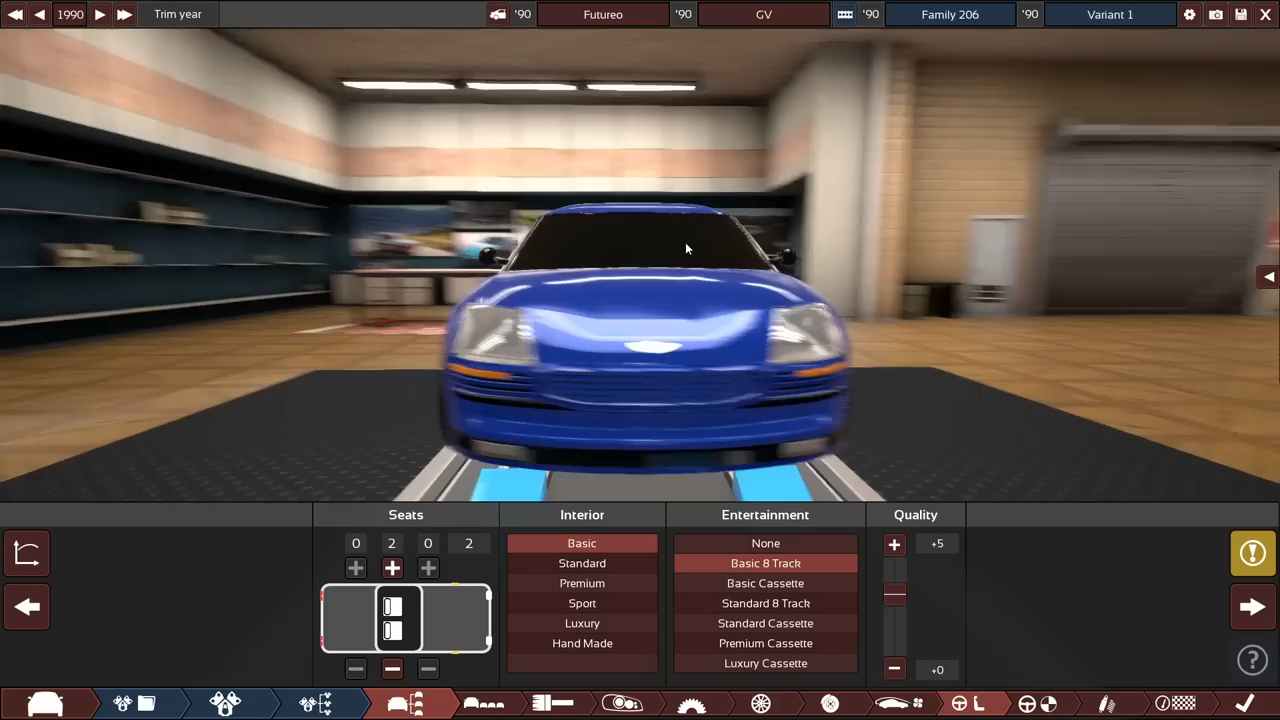 1990 Trim year '90 Futureo '90 GV '90 Family 206 '90 Variant 1
Seats Interior Entertainment Quality
0 2 0 2
Basic
Standard
Premium
Sport
Luxury
Hand Made
None
Basic 8 Track
Basic Cassette
Standard 8 Track
Standard Cassette
Premium Cassette
Luxury Cassette
+5
+0